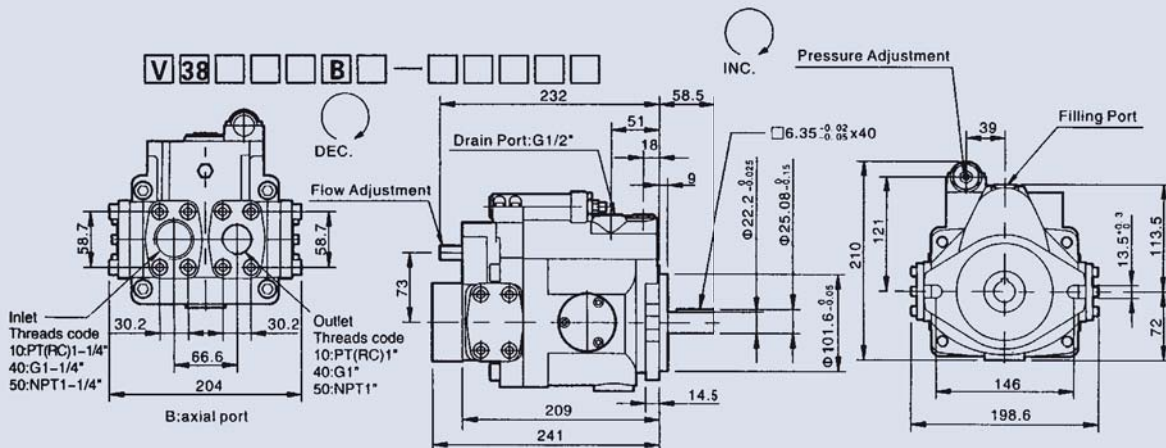 V 38 B —
INC.
DEC.
Pressure Adjustment
Filling Port
Drain Port:G1/2"
Flow Adjustment
232
58.5
51
18
9
□6.35 -0.02 -0.05 x40
39
58.7
58.7
73
Φ22.2 0 -0.025
Φ25.08 0 -0.15
Φ101.6 0 -0.05
210
121
13.5 +0.3 0
113.5
72
Inlet
Threads code
10:PT(RC)1-1/4"
40:G1-1/4"
50:NPT1-1/4"
30.2
30.2
66.6
204
B:axial port
Outlet
Threads code
10:PT(RC)1"
40:G1"
50:NPT1"
14.5
209
241
146
198.6